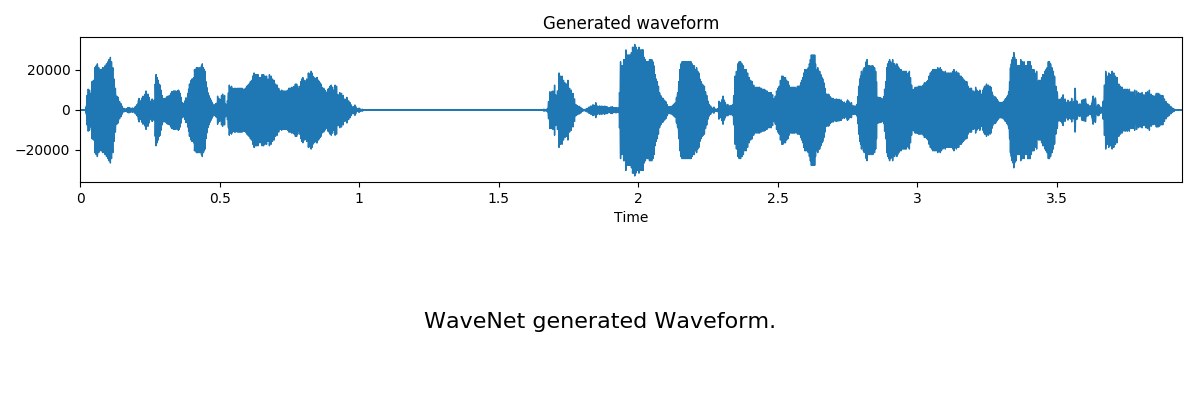 Generated waveform
20000
0
−20000
0 0.5 1 1.5 2 2.5 3 3.5
Time
WaveNet generated Waveform.